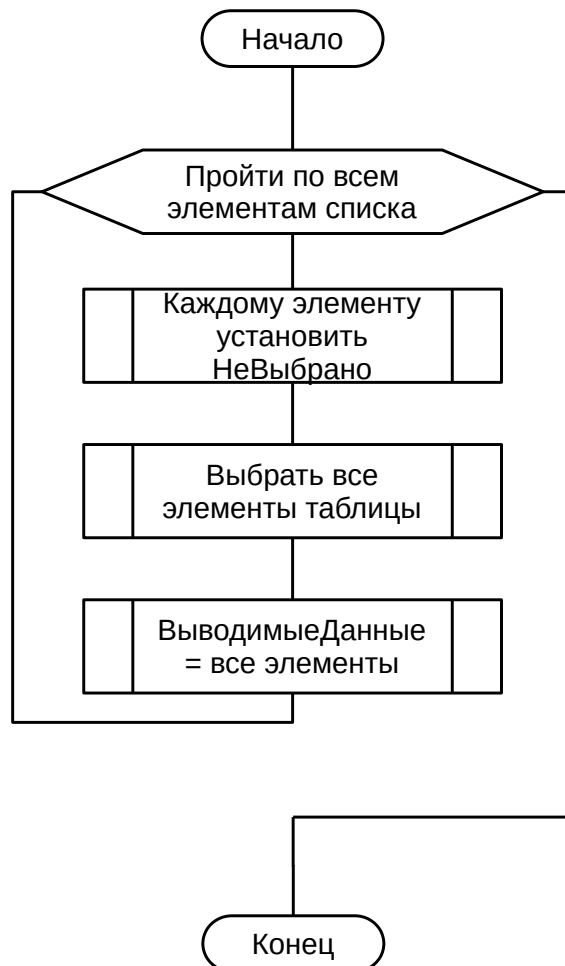 Начало
Пройти по всем
элементам списка
Каждому элементу
установить
НеВыбрано
Выбрать все
элементы таблицы
ВыводимыеДанные
= все элементы
Конец